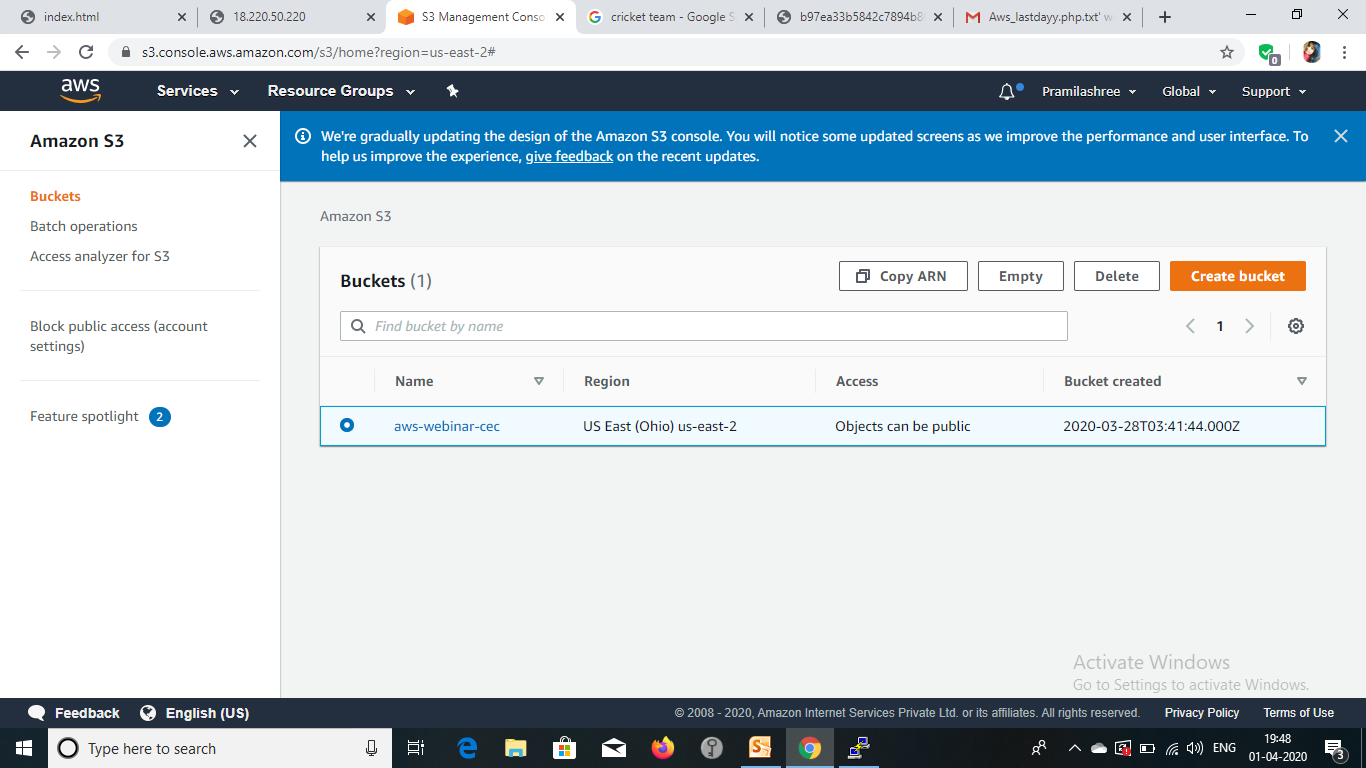 index.html
18.220.50.220
S3 Management Conso
cricket team - Google S
b97ea33b5842c7894b8
Aws_lastdayy.php.txt' w
s3.console.aws.amazon.com/s3/home?region=us-east-2#
0
aws
Services
Resource Groups
Pramilashree
Global
Support
Amazon S3
We're gradually updating the design of the Amazon S3 console. You will notice some updated screens as we improve the performance and user interface. To
help us improve the experience, give feedback on the recent updates.
Buckets
Batch operations
Access analyzer for S3
Block public access (account
settings)
Feature spotlight 2
Amazon S3
Buckets (1)
Copy ARN
Empty
Delete
Create bucket
Find bucket by name
1
Name
Region
Access
Bucket created
aws-webinar-cec
US East (Ohio) us-east-2
Objects can be public
2020-03-28T03:41:44.000Z
Activate Windows
Go to Settings to activate Windows.
Feedback
English (US)
© 2008 - 2020, Amazon Internet Services Private Ltd. or its affiliates. All rights reserved.
Privacy Policy
Terms of Use
Type here to search
ENG
19:48
01-04-2020
3